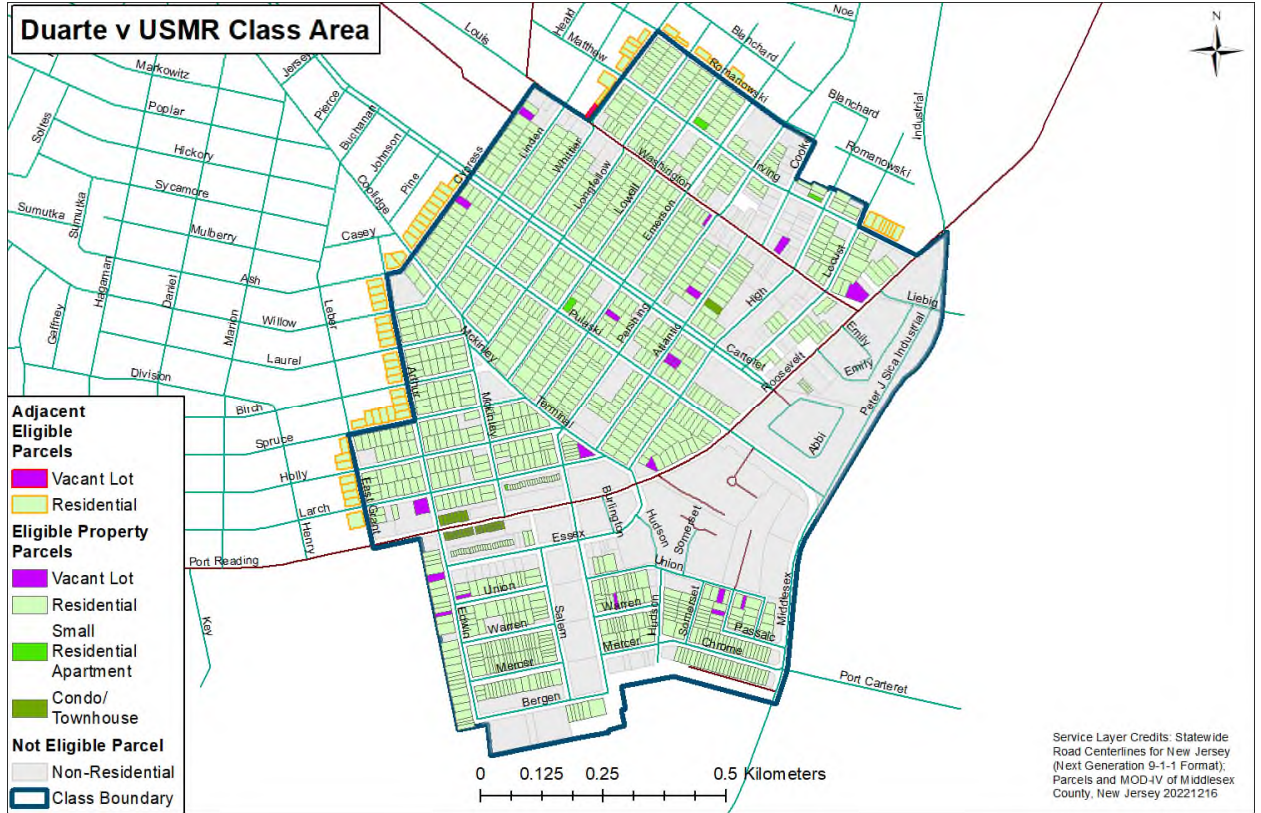 Duarte v USMR Class Area
N
Noe
Heald
Louis
Matthew
Blanchard
Markowitz
Jersey
Romanowski
Pierce
Blanchard
Industrial
Poplar
Buchanan
Soltes
Hickory
Johnson
Linden
Whittier
Washington
Irving
Cooke
Romanowski
Cypress
Longfellow
Lowell
Sycamore
Coolidge
Pine
Emerson
Sumutka
Sumutka
Mulberry
Casey
Locust
Hagaman
Daniel
Ash
Leber
High
Liebig
Gaffney
Marion
Willow
Pulaski
Pershing
Atlantic
Emily
Mckinley
Carteret
Roosevelt
Emily
Peter J Sica Industrial
Laurel
Division
Arthur
Mckinley
Terminal
Birch
Abbi
Spruce
Holly
East Grant
Larch
Henry
Burlington
Hudson
Somerset
Essex
Port Reading
Union
Union
Key
Edwin
Salem
Warren
Warren
Hudson
Somerset
Middlesex
Passaic
Mercer
Mercer
Chrome
Bergen
Port Carteret
Adjacent
Eligible
Parcels
Vacant Lot
Residential
Eligible Property
Parcels
Vacant Lot
Residential
Small
Residential
Apartment
Condo/
Townhouse
Not Eligible Parcel
Non-Residential
Class Boundary
0 0.125 0.25 0.5 Kilometers
Service Layer Credits: Statewide
Road Centerlines for New Jersey
(Next Generation 9-1-1 Format);
Parcels and MOD-IV of Middlesex
County, New Jersey 20221216